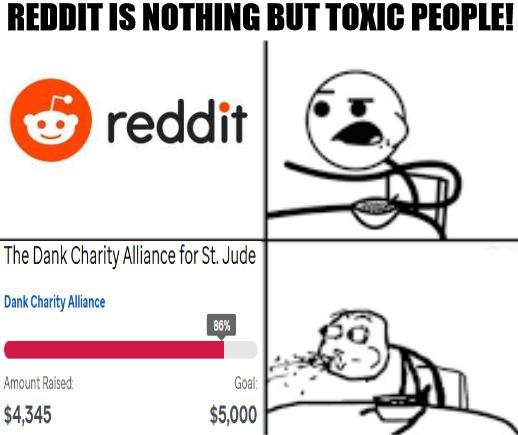 REDDIT IS NOTHING BUT TOXIC PEOPLE!
reddit
The Dank Charity Alliance for St. Jude
Dank Charity Alliance
86%
Amount Raised: Goal:
$4,345 $5,000